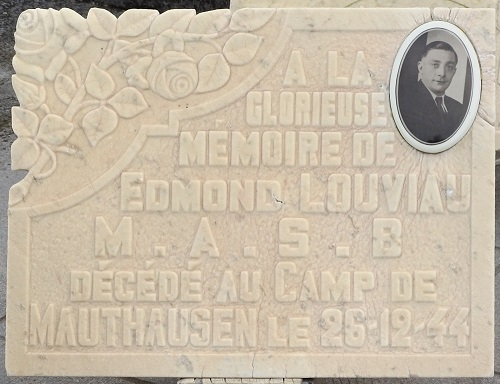 A LA
GLORIEUSE
MÉMOIRE DE
EDMOND LOUVIAU
M.A.S.B
DÉCÉDÉ AU CAMP DE
MAUTHAUSEN LE 26-12-44